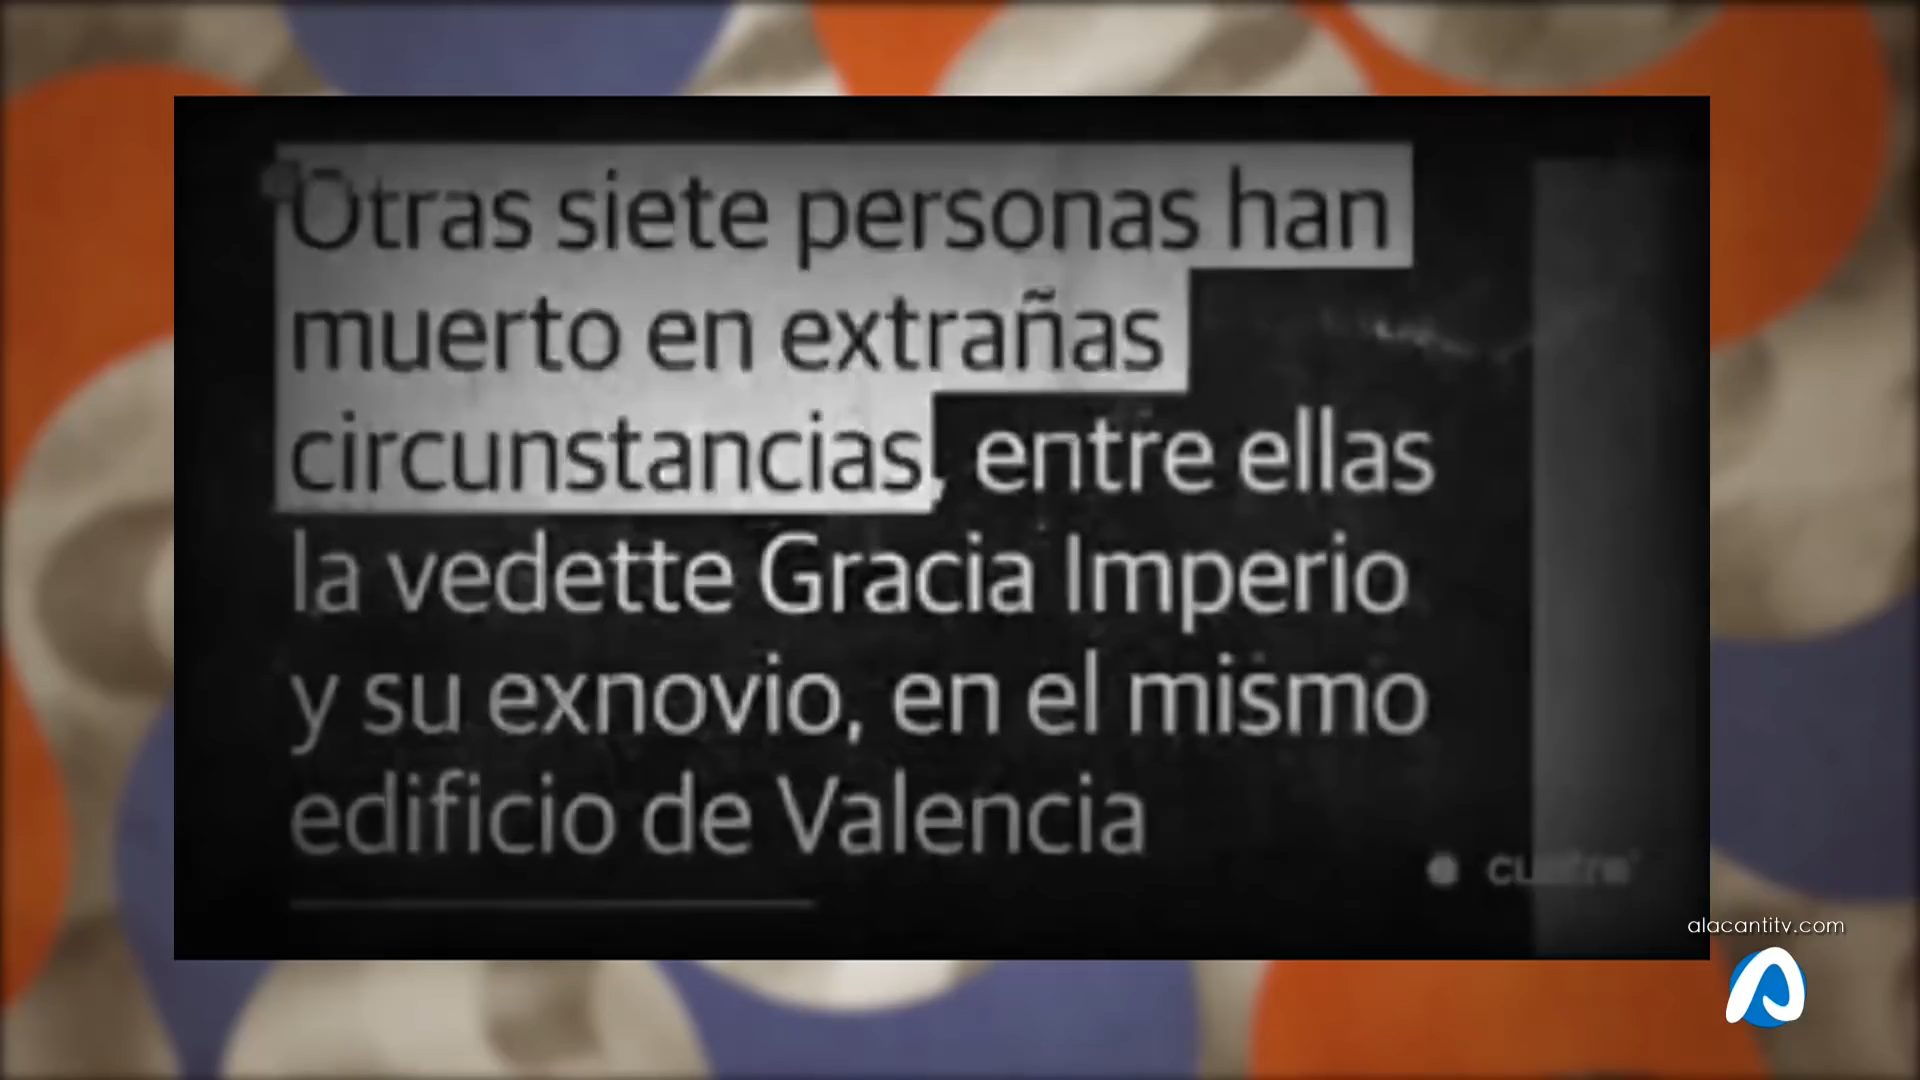 Otras siete personas han
muerto en extrañas
circunstancias, entre ellas
la vedette Gracia Imperio
y su exnovio, en el mismo
edificio de Valencia
cuatro
alacantitv.com